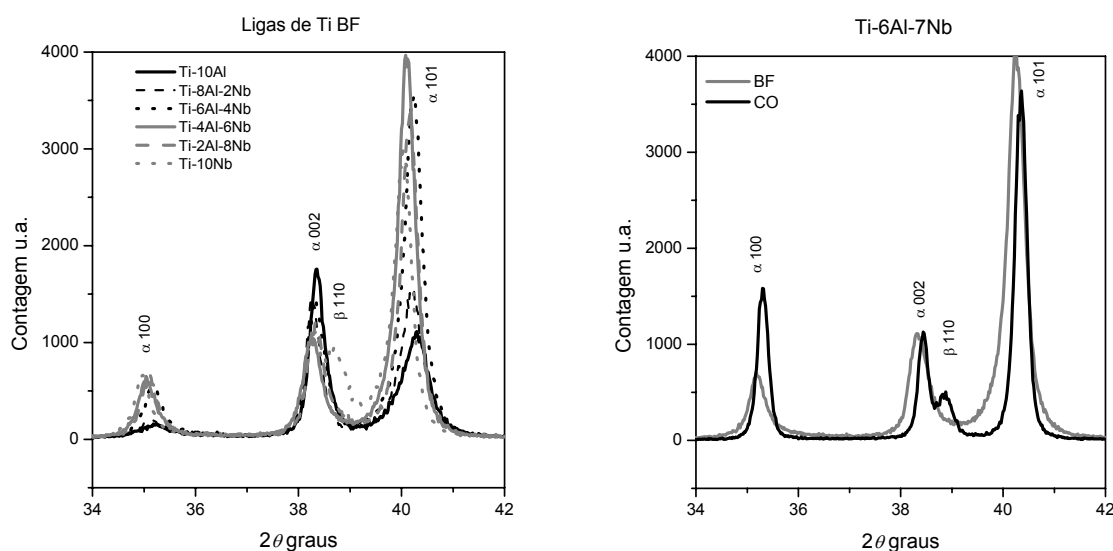 Ligas de Ti BF
4000
3000
2000
1000
0
Contagem u.a.
34
36
38
40
42
2θ graus
Ti-10Al
Ti-8Al-2Nb
Ti-6Al-4Nb
Ti-4Al-6Nb
Ti-2Al-8Nb
Ti-10Nb
α 100
α 002
β 110
α 101
Ti-6Al-7Nb
4000
3000
2000
1000
0
Contagem u.a.
34
36
38
40
42
2θ graus
BF
CO
α 100
α 002
β 110
α 101